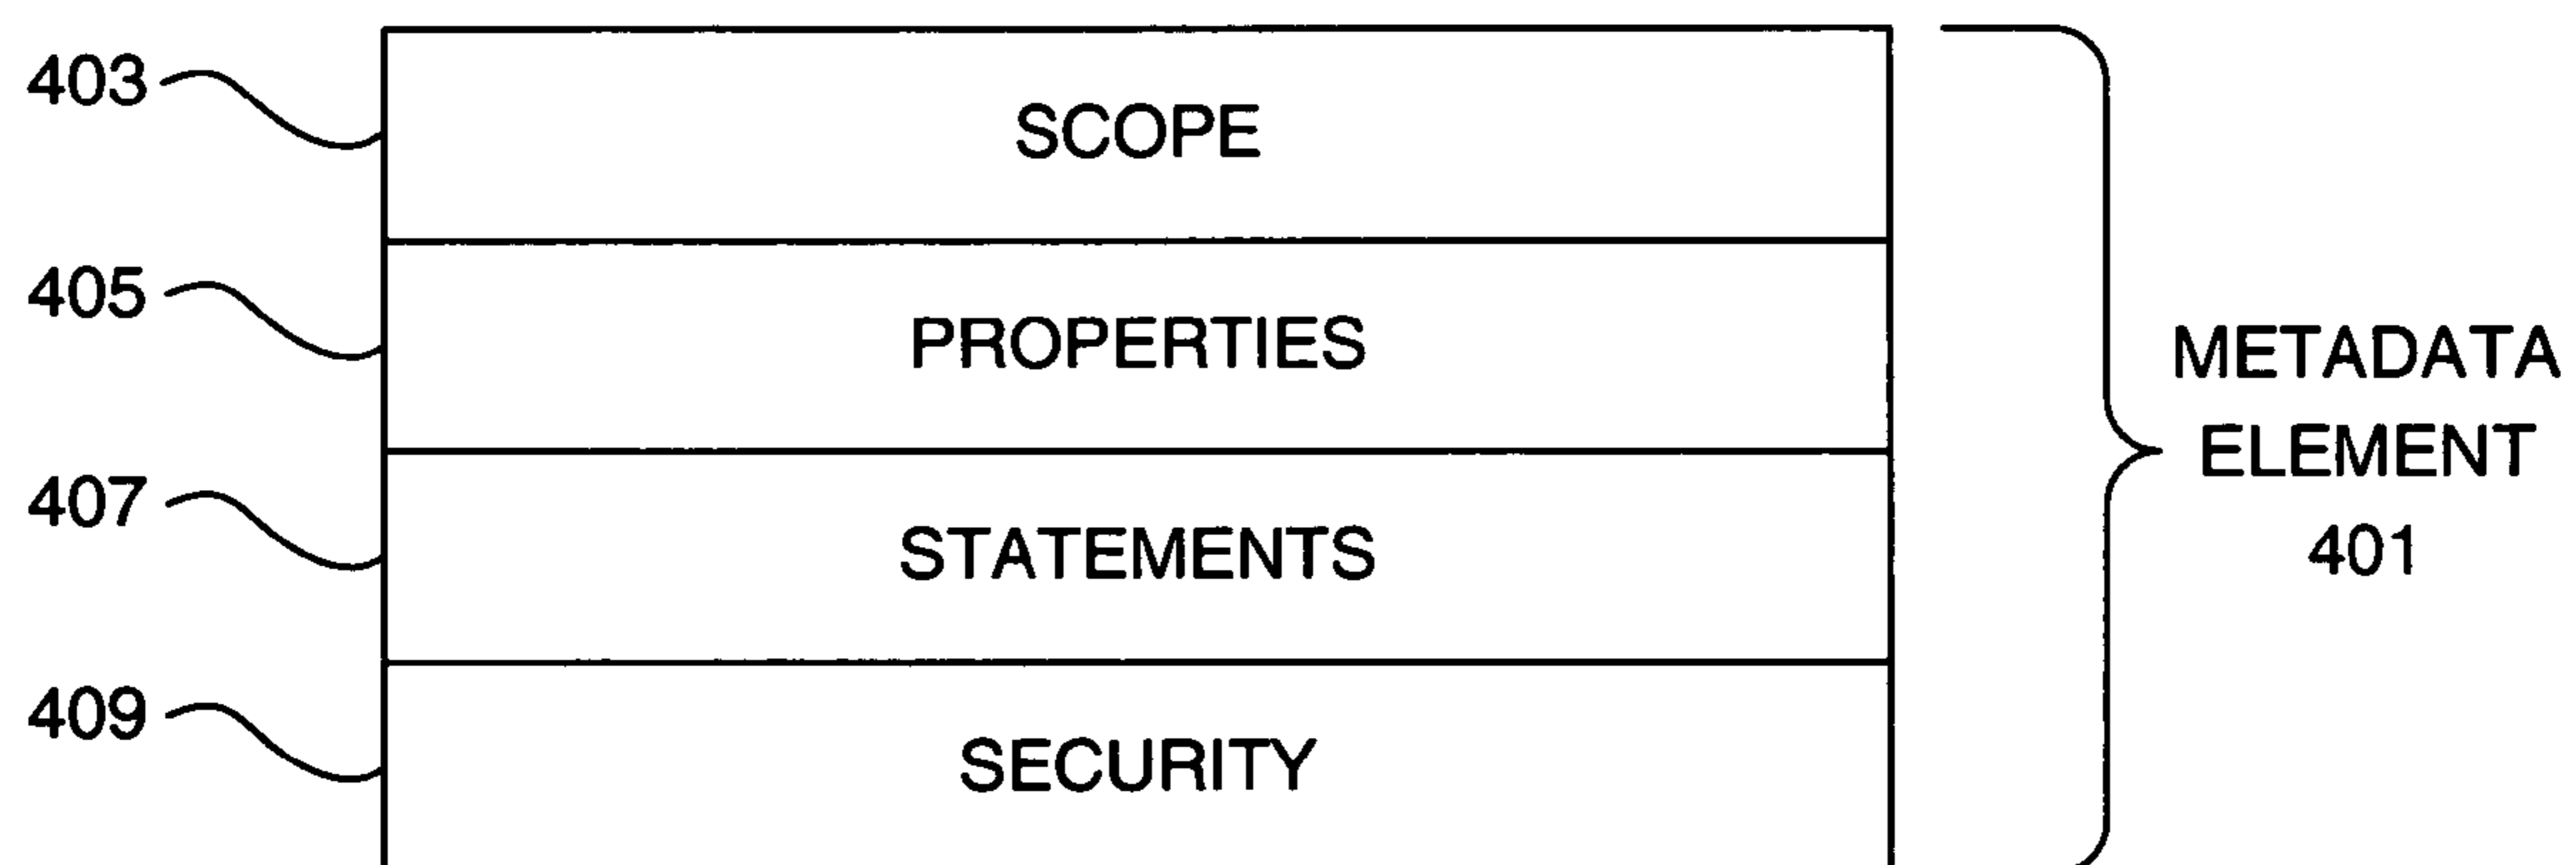 403
SCOPE
405
PROPERTIES
407
STATEMENTS
409
SECURITY
METADATA
ELEMENT
401